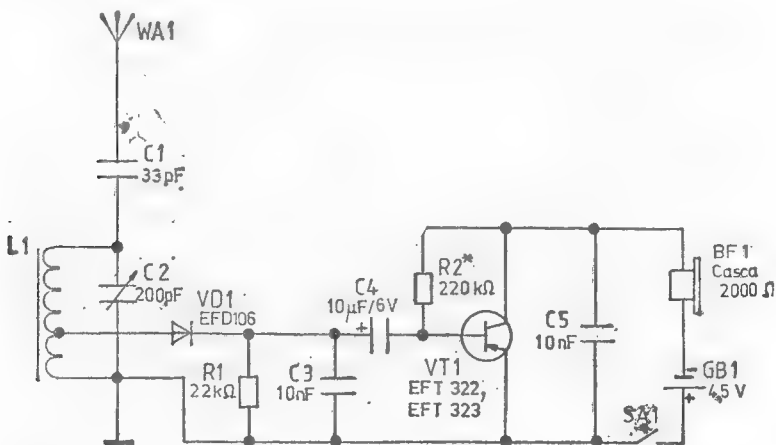 WA1
C1
33pF
L1
C2
200pF
VD1
EFD106
R1
22kΩ
C3
10nF
C4
10μF/6V
+
R2*
220kΩ
VT1
EFT 322,
EFT 323
C5
10nF
BF1
Casca
2000 Ω
GB1
4,5 V
+
SA1